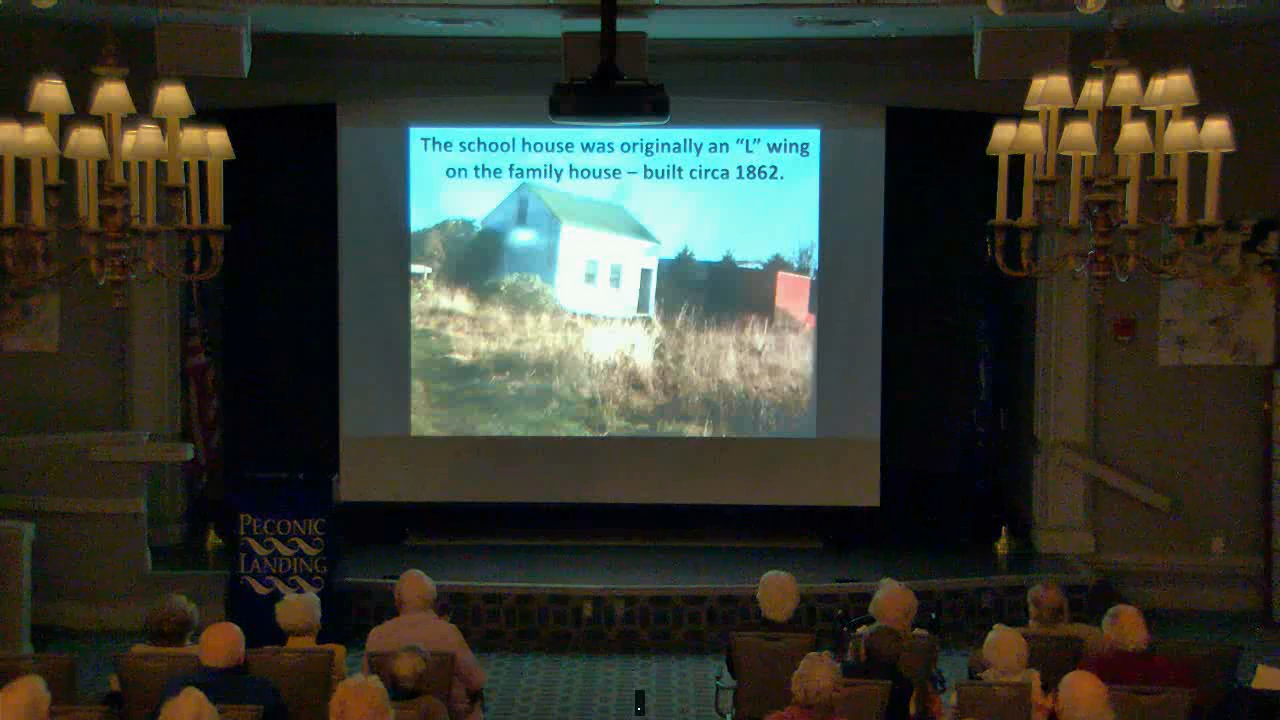 The school house was originally an “L” wing
on the family house – built circa 1862.
PECONIC
LANDING